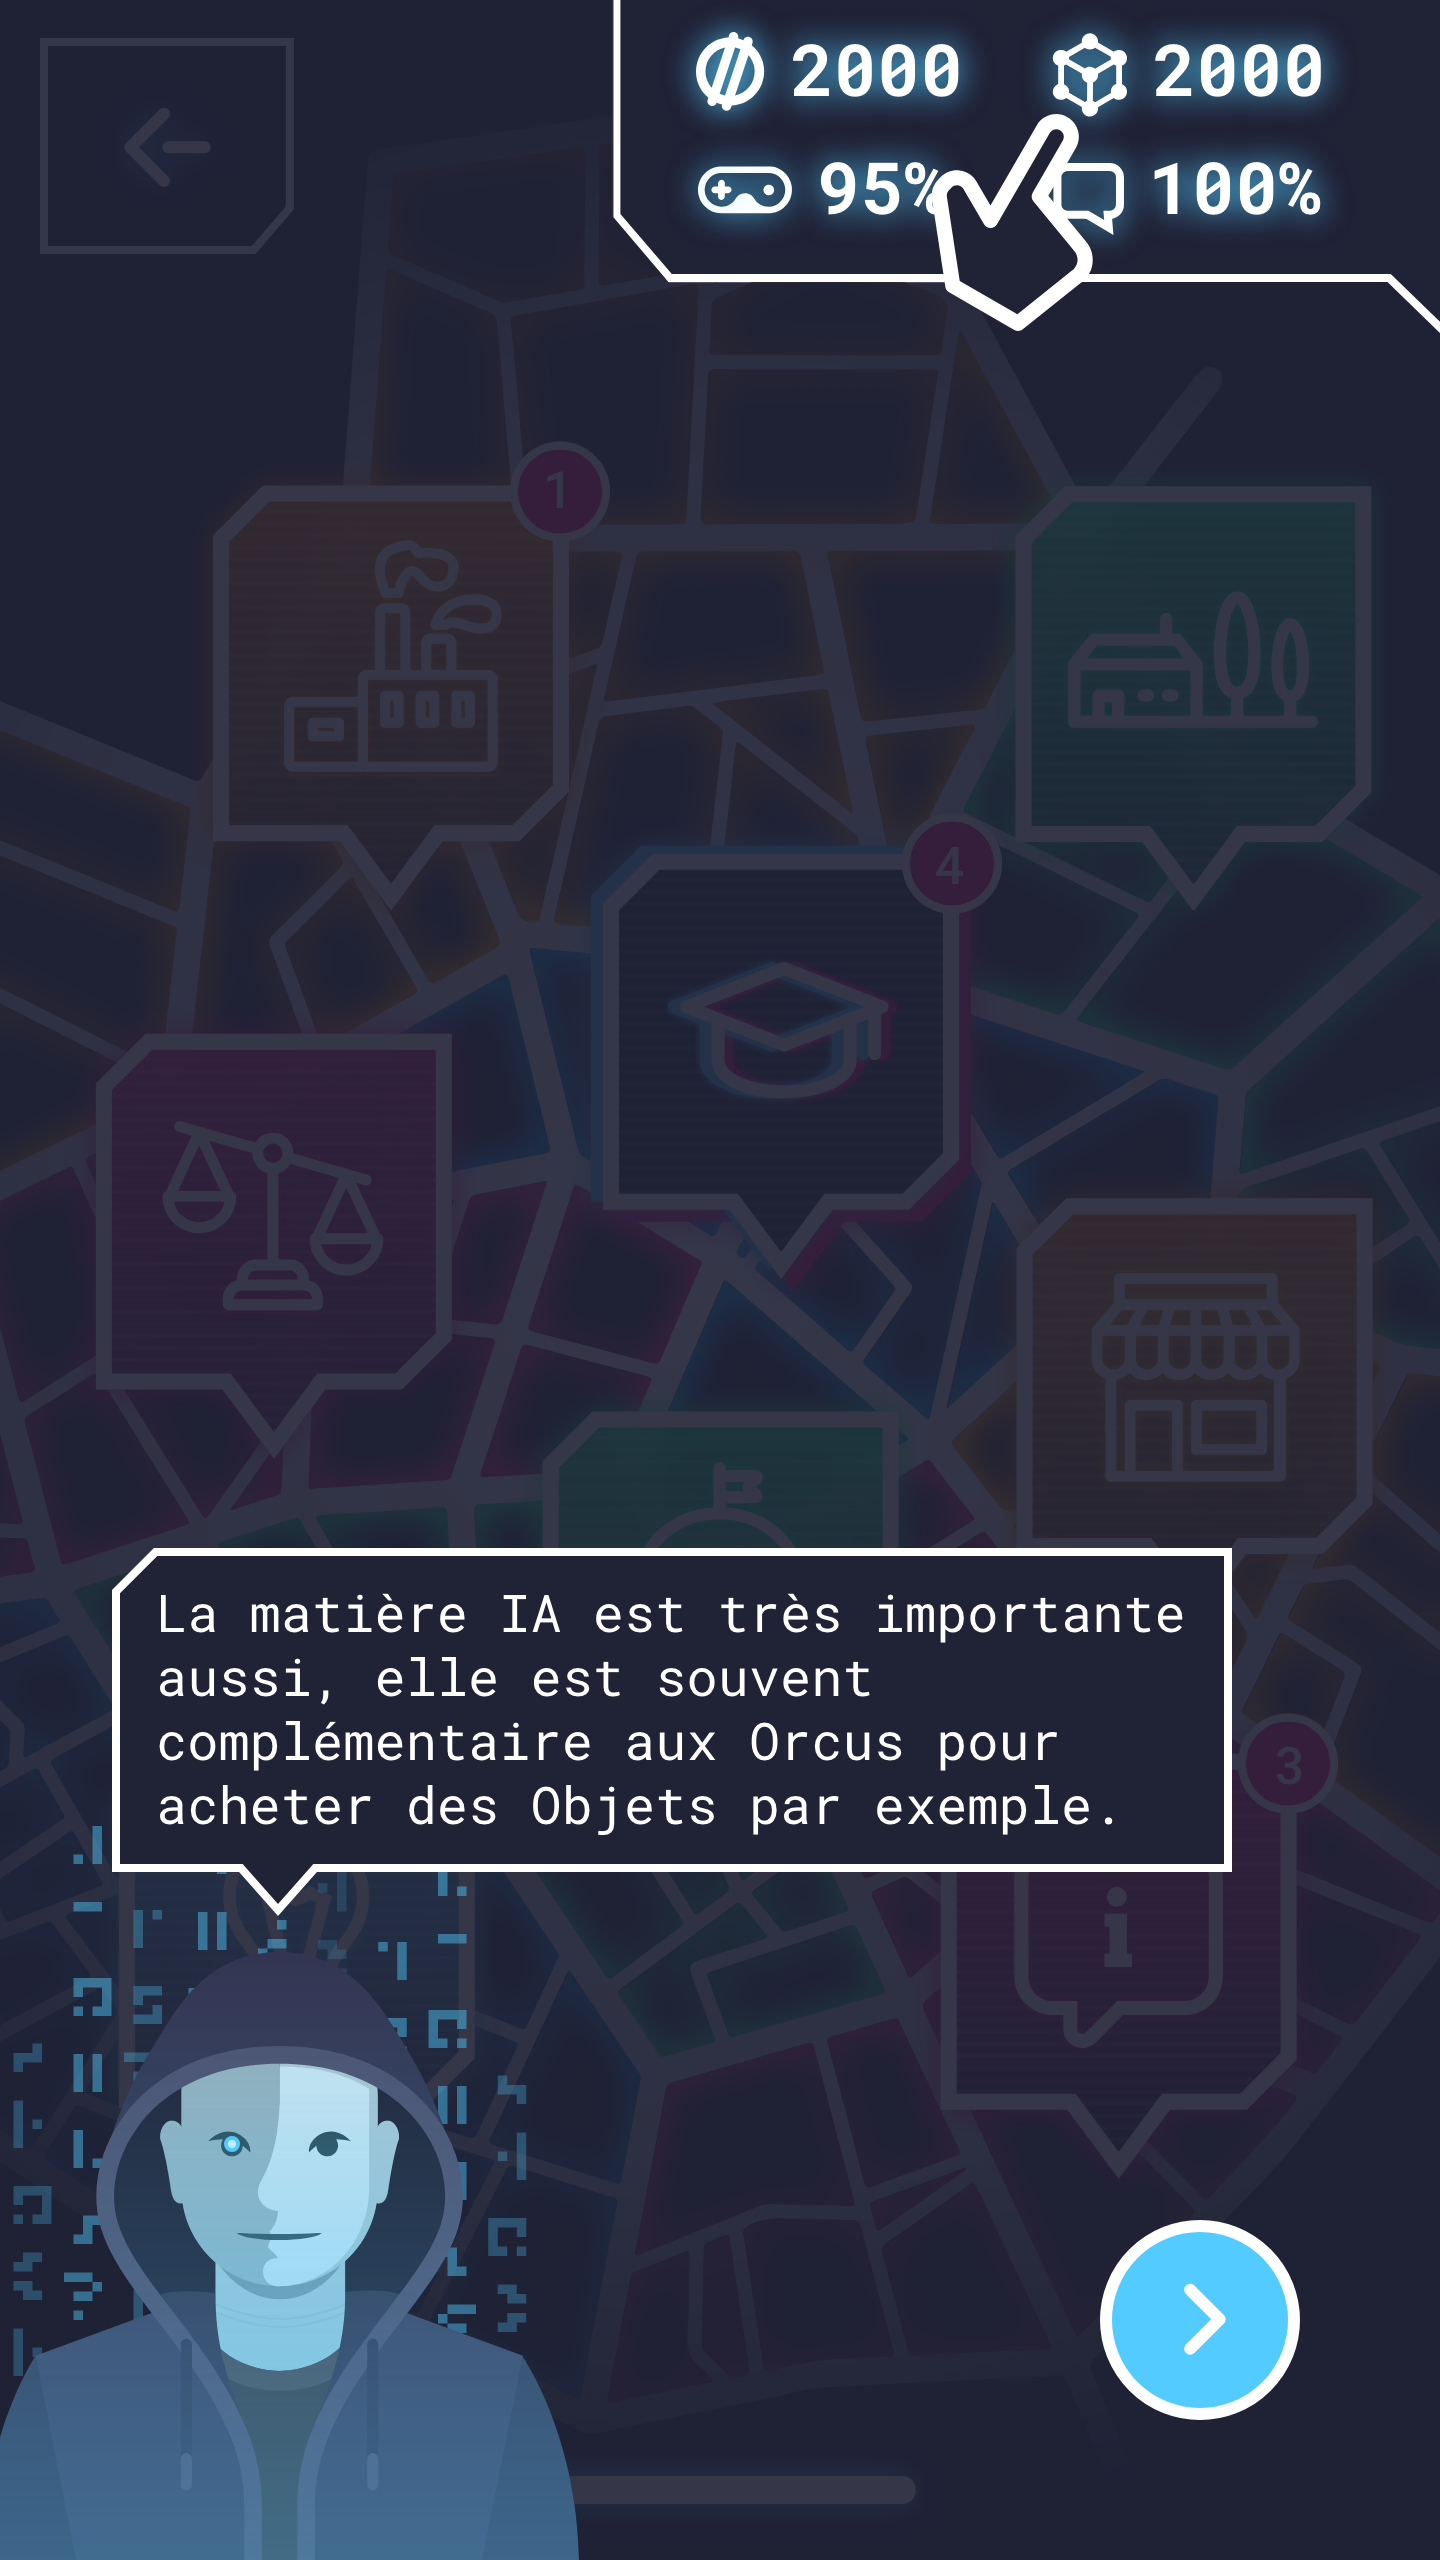 2000 2000
95% 100%
1
4
La matière IA est très importante
aussi, elle est souvent
complémentaire aux Orcus pour
acheter des Objets par exemple.
3
i